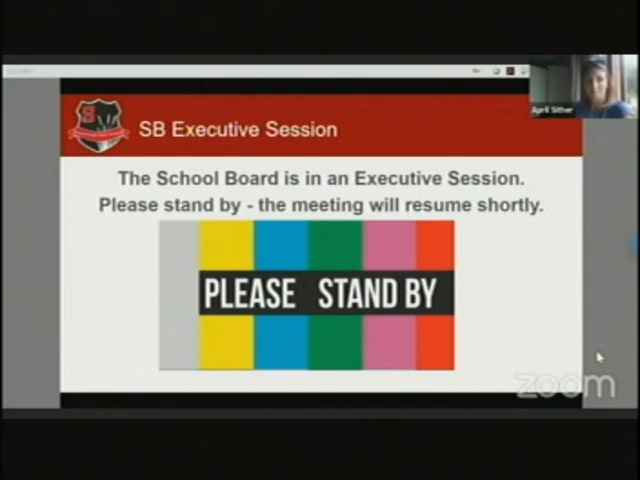 April Sither
S
SB Executive Session
The School Board is in an Executive Session.
Please stand by - the meeting will resume shortly.
PLEASE STAND BY
zoom